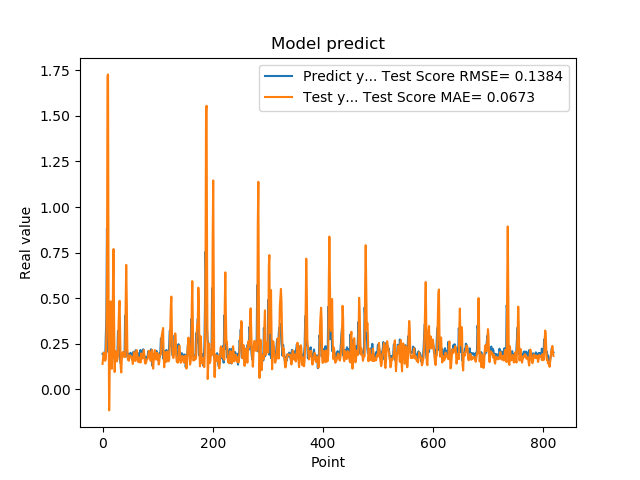 Model predict
Predict y... Test Score RMSE= 0.1384
Test y... Test Score MAE= 0.0673
1.75
1.50
1.25
1.00
0.75
0.50
0.25
0.00
Real value
0
200
400
600
800
Point